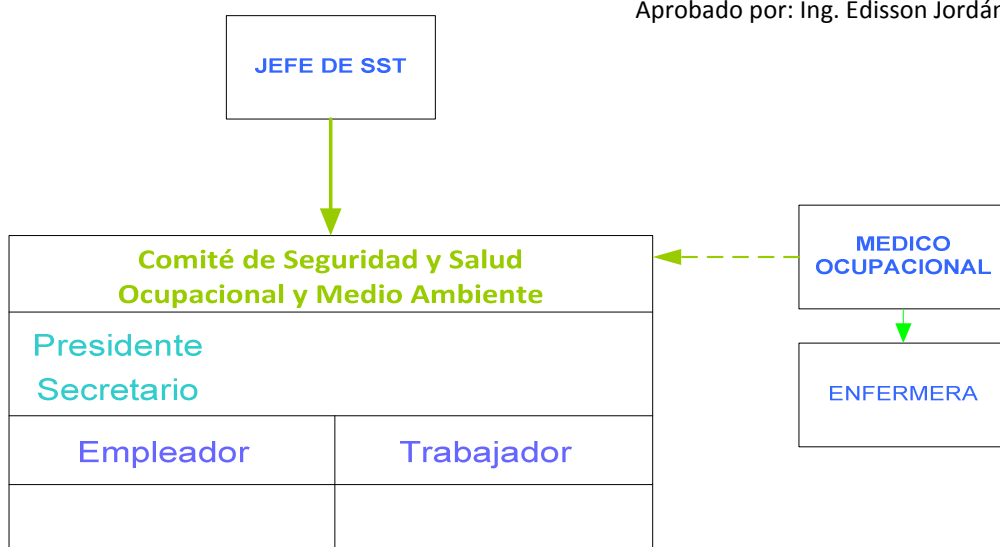 Aprobado por: Ing. Edisson Jordán
JEFE DE SST
Comité de Seguridad y Salud
Ocupacional y Medio Ambiente
MEDICO
OCUPACIONAL
Presidente
Secretario
ENFERMERA
Empleador
Trabajador